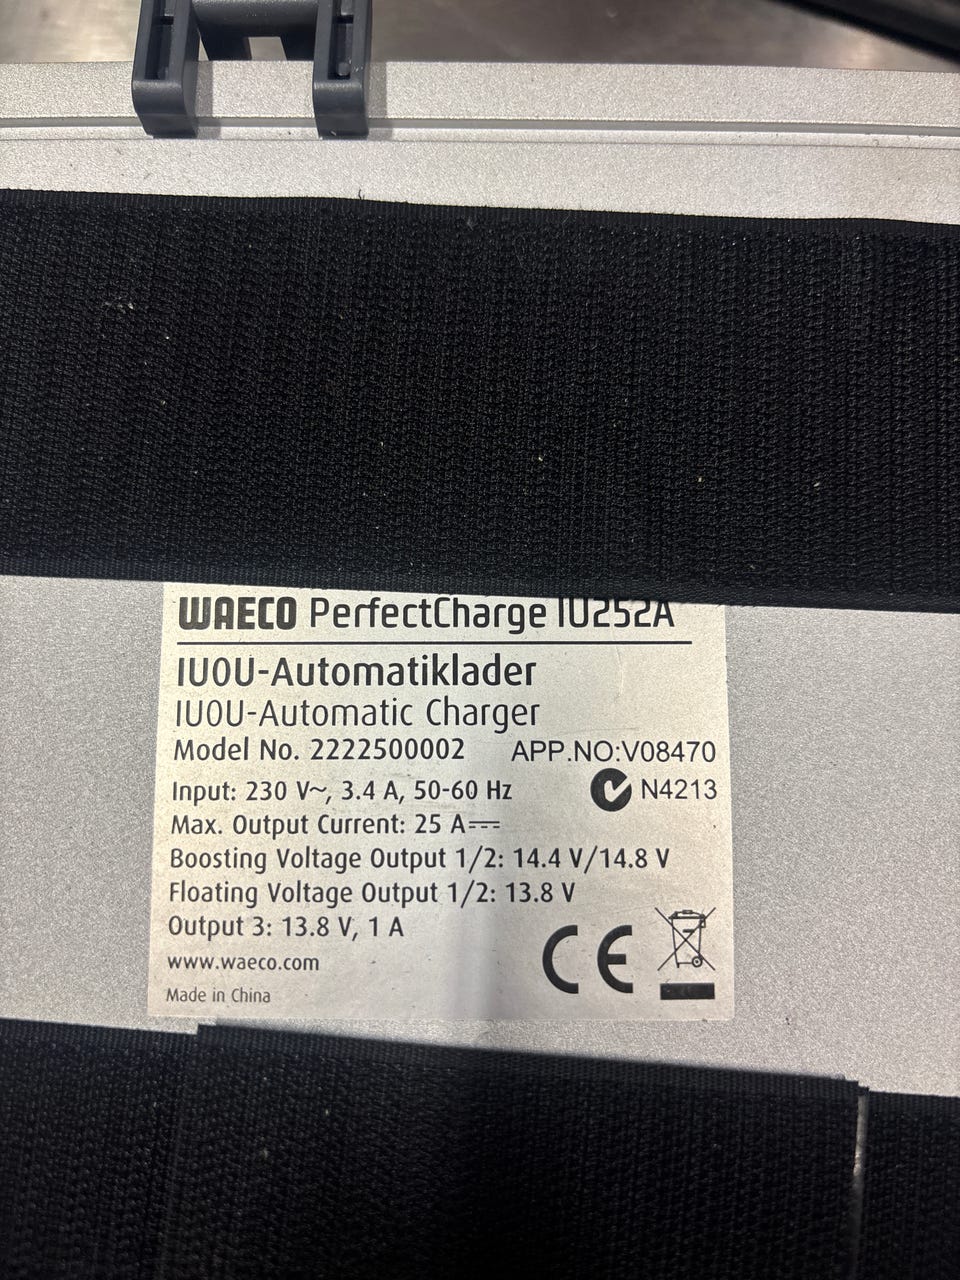 WAECO PerfectCharge IU252A
IU0U-Automatiklader
IU0U-Automatic Charger
Model No. 2222500002 APP.NO:V08470
Input: 230 V~, 3.4 A, 50-60 Hz N4213
Max. Output Current: 25 A⎓
Boosting Voltage Output 1/2: 14.4 V/14.8 V
Floating Voltage Output 1/2: 13.8 V
Output 3: 13.8 V, 1 A
CE
www.waeco.com
Made in China